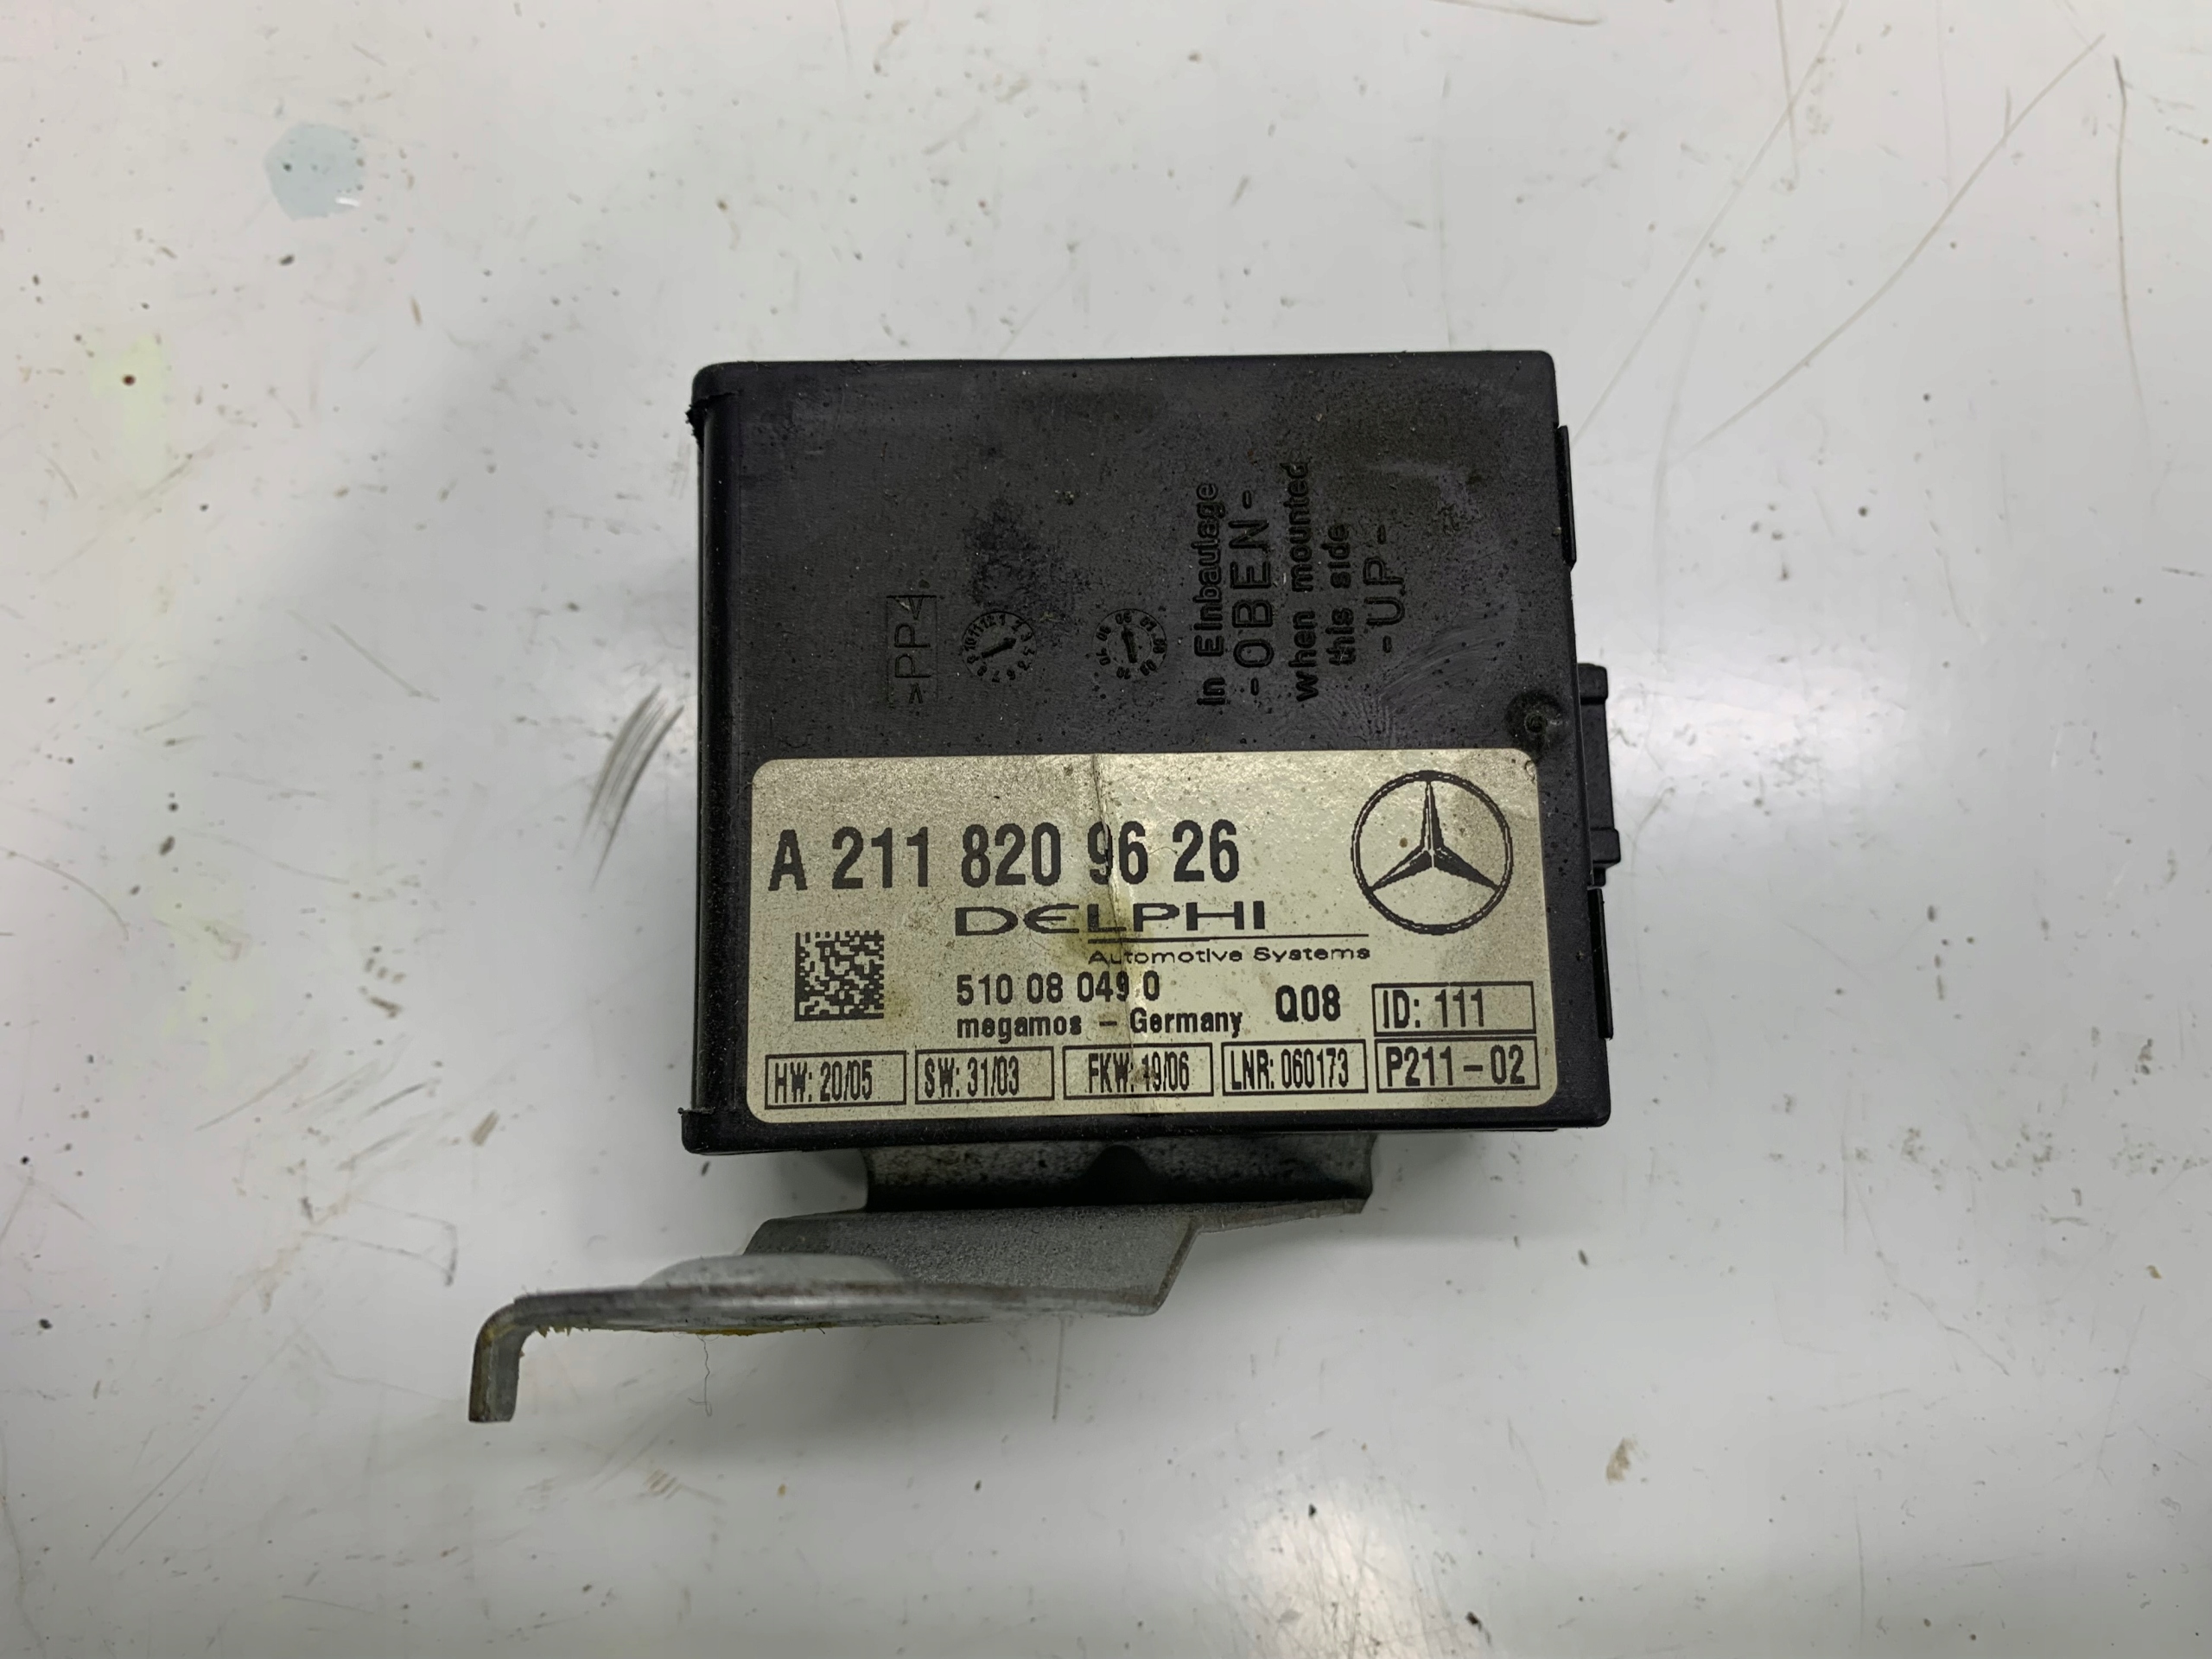 in Einbaulage
-OBEN-
when mounted
this side
-UP-
>PP<
A 211 820 96 26
DELPHI
Automotive Systems
510 08 049 0
megamos - Germany
Q08
ID: 111
HW: 20/05
SW: 31/03
FKW: 19/06
LNR: 060173
P211-02